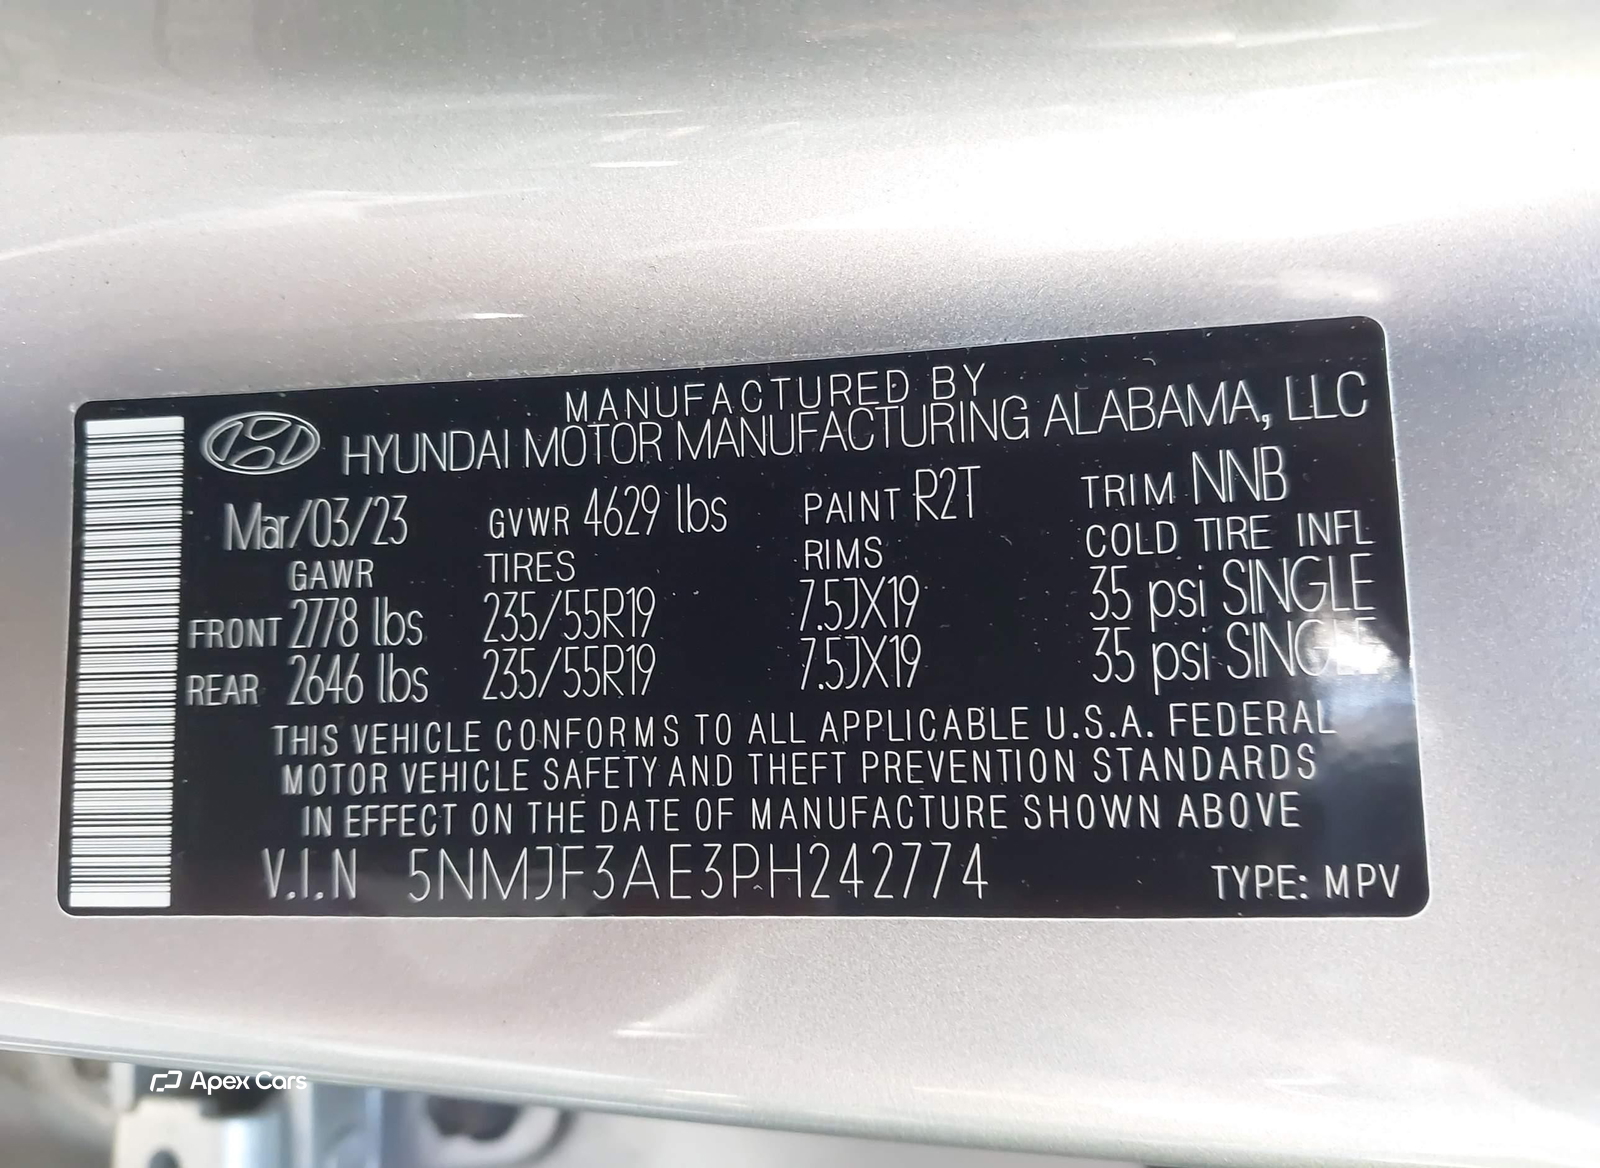 MANUFACTURED BY
HYUNDAI MOTOR MANUFACTURING ALABAMA, LLC
Mar/03/23 GVWR 4629 lbs PAINT R2T TRIM NNB
GAWR TIRES RIMS COLD TIRE INFL
FRONT 2778 lbs 235/55R19 7.5JX19 35 psi SINGLE
REAR 2646 lbs 235/55R19 7.5JX19 35 psi SINGLE
THIS VEHICLE CONFORMS TO ALL APPLICABLE U.S.A. FEDERAL
MOTOR VEHICLE SAFETY AND THEFT PREVENTION STANDARDS
IN EFFECT ON THE DATE OF MANUFACTURE SHOWN ABOVE
V.I.N 5NMJF3AE3PH242774 TYPE: MPV
Apex Cars